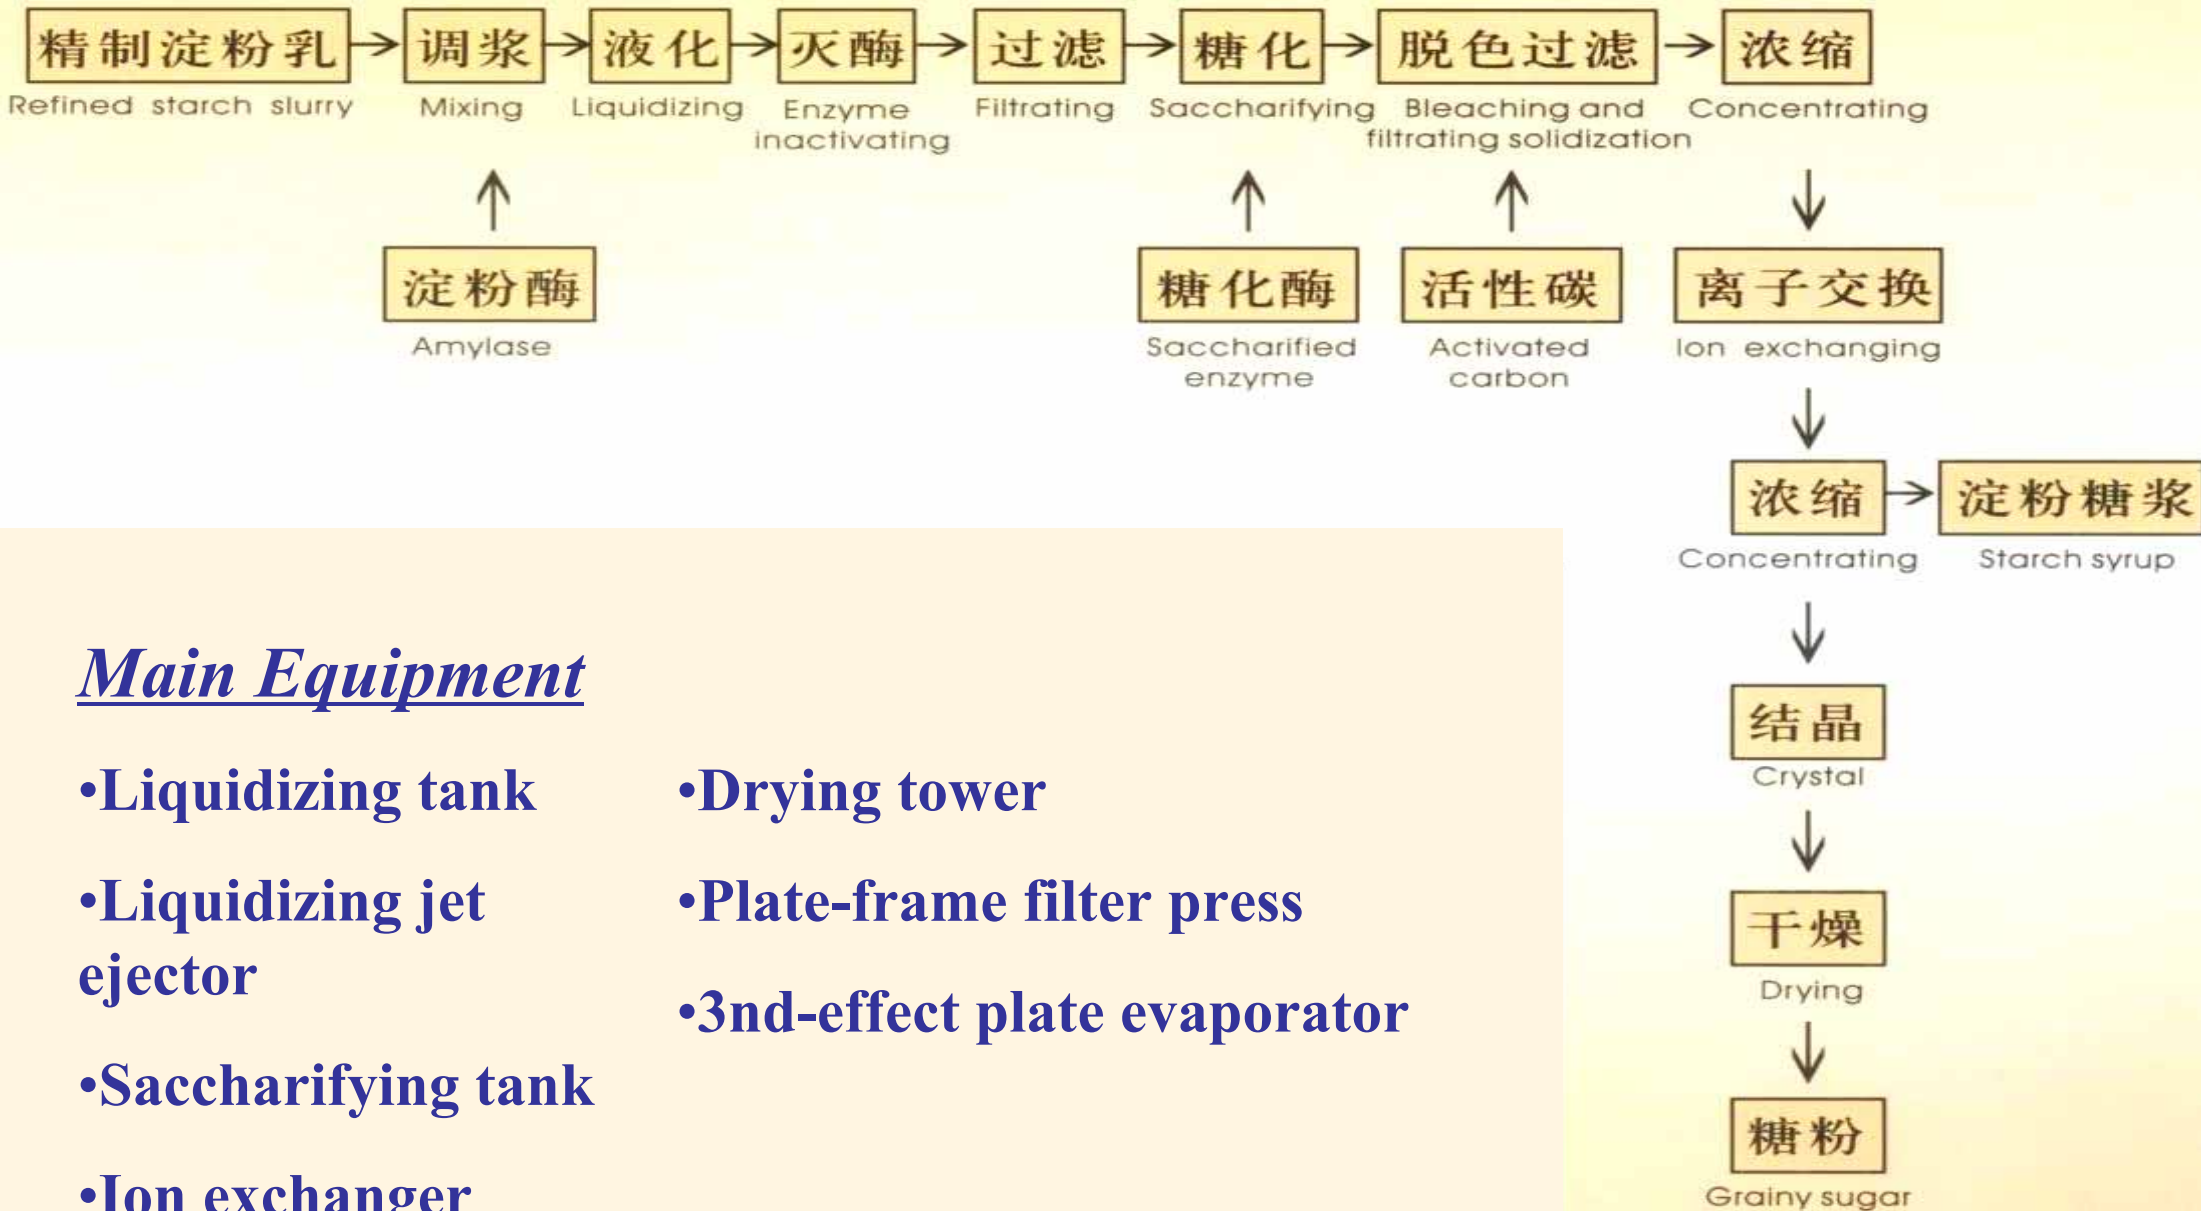 精制淀粉乳
调浆
液化
灭酶
过滤
糖化
脱色过滤
浓缩
Refined starch slurry
Mixing
Liquidizing
Enzyme
inactivating
Filtrating
Saccharifying
Bleaching and
filtrating solidization
Concentrating
淀粉酶
Amylase
糖化酶
Saccharified
enzyme
活性碳
Activated
carbon
离子交换
Ion exchanging
浓缩
Concentrating
淀粉糖浆
Starch syrup
结晶
Crystal
干燥
Drying
糖粉
Grainy sugar
Main Equipment
•Liquidizing tank
•Liquidizing jet
ejector
•Saccharifying tank
•Ion exchanger
•Drying tower
•Plate-frame filter press
•3nd-effect plate evaporator